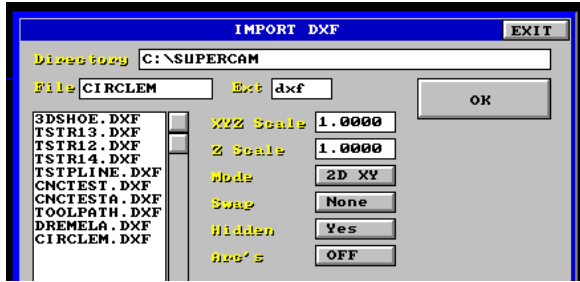 IMPORT DXF EXIT
Directory C:\SUPERCAM
File CIRCLEM Ext dxf
OK
3DSHOE.DXF
TSTR13.DXF
TSTR12.DXF
TSTR14.DXF
TSTPLINE.DXF
CNCTEST.DXF
CNCTESTA.DXF
TOOLPATH.DXF
DREMELA.DXF
CIRCLEM.DXF
XYZ Scale 1.0000
Z Scale 1.0000
Mode 2D XY
Swap None
Hidden Yes
Arc's OFF